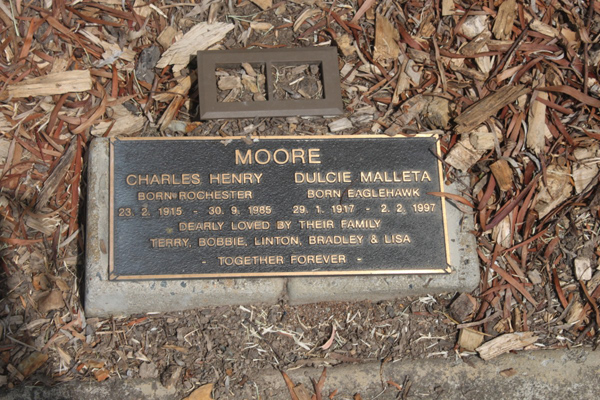 MOORE
CHARLES HENRY DULCIE MALLETA
BORN ROCHESTER BORN EAGLEHAWK
23. 2. 1915 - 30. 9. 1985 29. 1. 1917 - 2. 2. 1997
DEARLY LOVED BY THEIR FAMILY
TERRY, BOBBIE, LINTON, BRADLEY & LISA
- TOGETHER FOREVER -